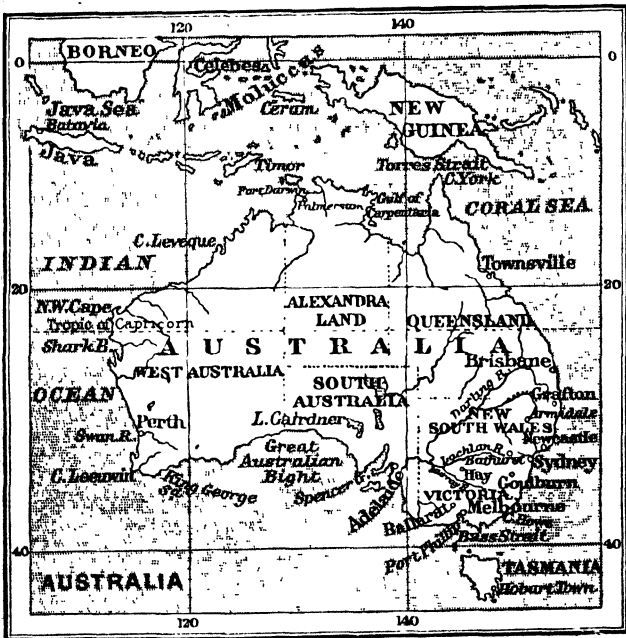 120 140
BORNEO
0 0
Celebes
Moluccas
Java Sea
Ceram
NEW
GUINEA
Batavia
Java
Timor
Torres Strait
C. York
Port Darwin
Palmerston
Gulf of
Carpentaria
CORAL SEA
C. Leveque
INDIAN
Townsville
20 20
N.W. Cape
ALEXANDRA
LAND
Tropic of Capricorn
QUEENSLAND
Shark B.
AUSTRALIA
Brisbane
WEST AUSTRALIA
SOUTH
AUSTRALIA
OCEAN
Darling R.
Grafton
Perth
L. Gairdner
NEW
SOUTH WALES
Armidale
Swan R.
Great
Australian
Bight
Newcastle
Lachlan R.
Bathurst
Sydney
C. Leeuwin
King George
Sd.
Spencer G.
Hay
Goulburn
Adelaide
VICTORIA
Melbourne
Ballarat
C. Howe
Port Phillip
Bass Strait
40 40
AUSTRALIA
TASMANIA
Hobart Town
120 140